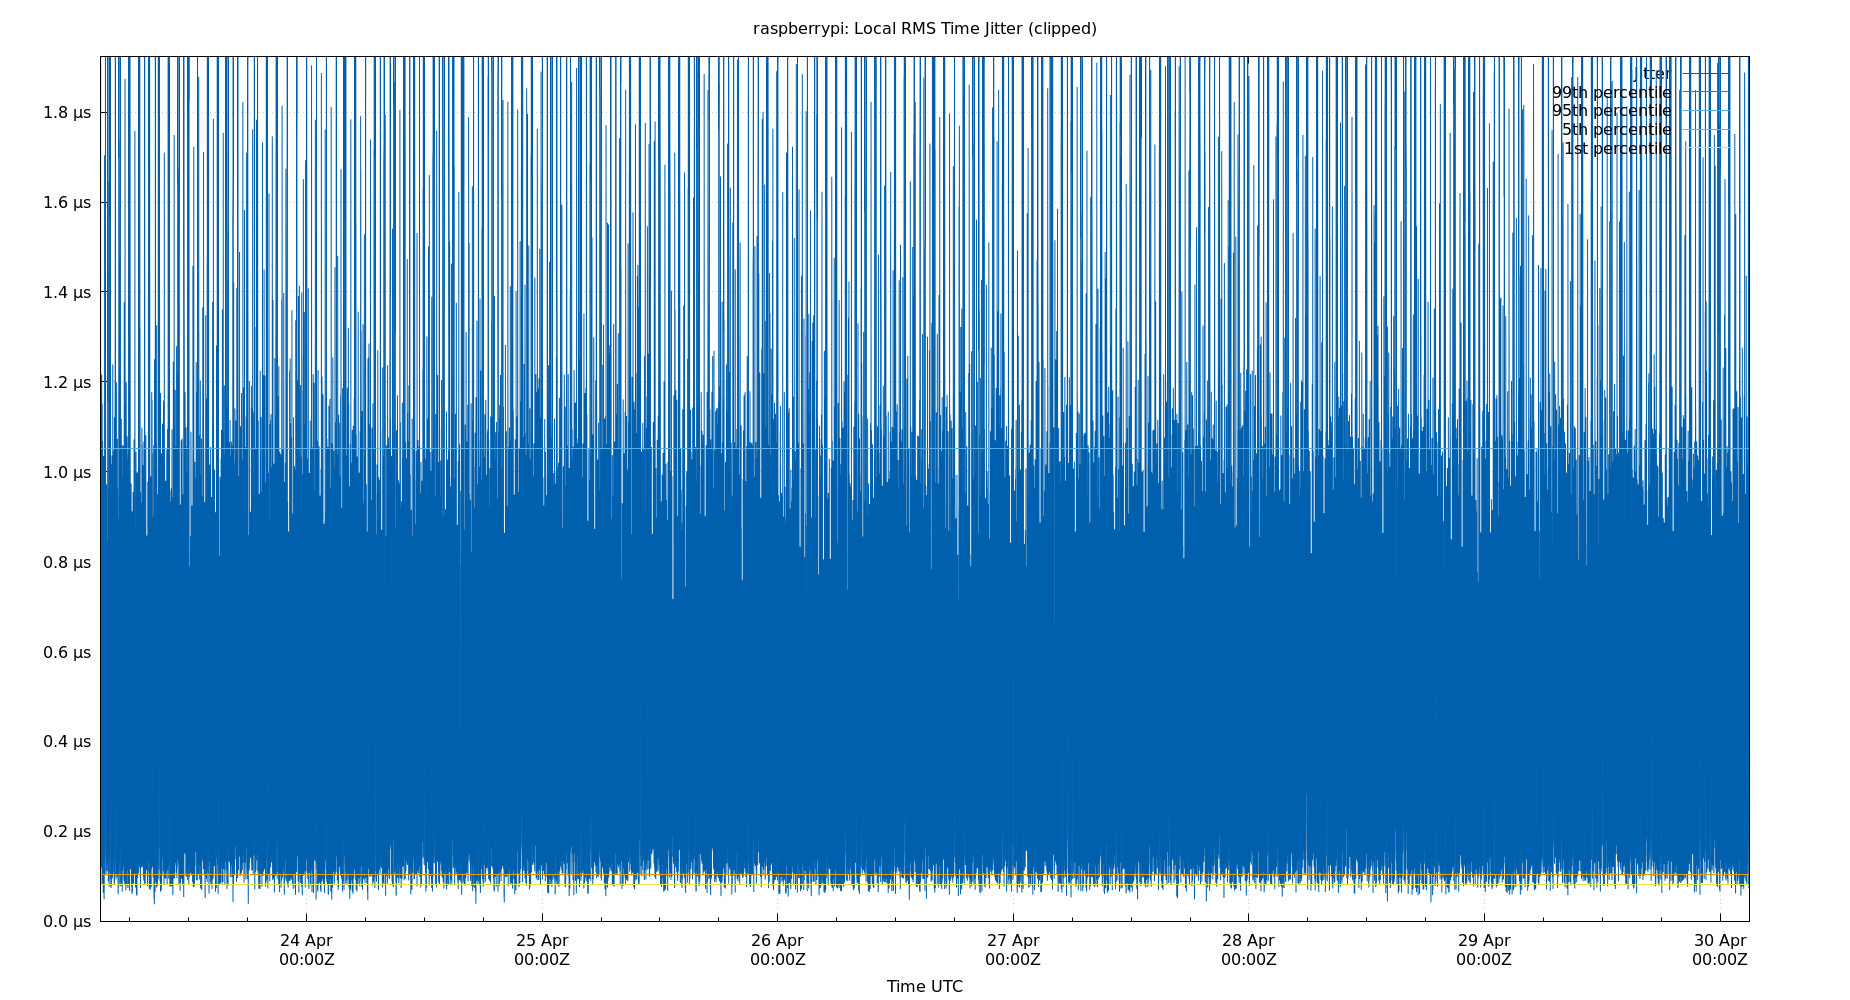 raspberrypi: Local RMS Time Jitter (clipped)
Jitter
99th percentile
95th percentile
5th percentile
1st percentile
1.8 µs
1.6 µs
1.4 µs
1.2 µs
1.0 µs
0.8 µs
0.6 µs
0.4 µs
0.2 µs
0.0 µs
24 Apr 25 Apr 26 Apr 27 Apr 28 Apr 29 Apr 30 Apr
00:00Z 00:00Z 00:00Z 00:00Z 00:00Z 00:00Z 00:00Z
Time UTC